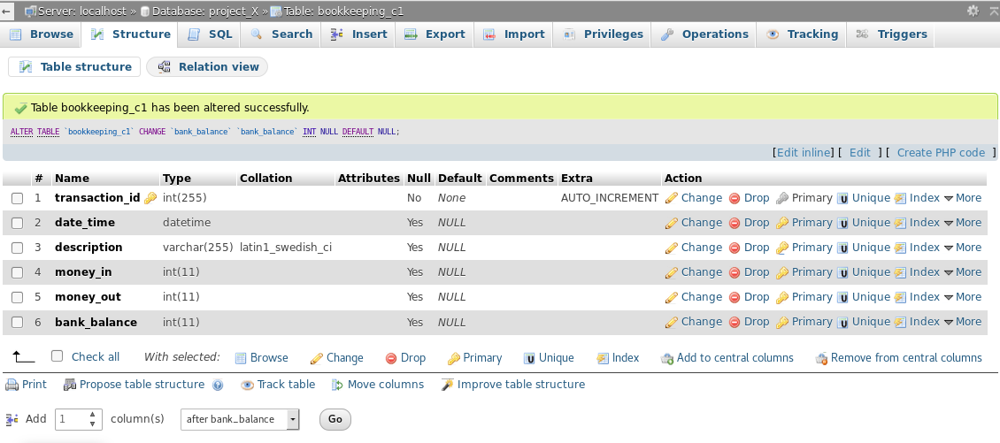 Server: localhost » Database: project_X » Table: bookkeeping_c1
Browse Structure SQL Search Insert Export Import Privileges Operations Tracking Triggers
Table structure Relation view
Table bookkeeping_c1 has been altered successfully.
ALTER TABLE `bookkeeping_c1` CHANGE `bank_balance` `bank_balance` INT NULL DEFAULT NULL;
[Edit inline] [ Edit ] [ Create PHP code ]
# Name Type Collation Attributes Null Default Comments Extra Action
1 transaction_id int(255) No None AUTO_INCREMENT Change Drop Primary Unique Index More
2 date_time datetime Yes NULL Change Drop Primary Unique Index More
3 description varchar(255) latin1_swedish_ci Yes NULL Change Drop Primary Unique Index More
4 money_in int(11) Yes NULL Change Drop Primary Unique Index More
5 money_out int(11) Yes NULL Change Drop Primary Unique Index More
6 bank_balance int(11) Yes NULL Change Drop Primary Unique Index More
Check all With selected: Browse Change Drop Primary Unique Index Add to central columns Remove from central columns
Print Propose table structure Track table Move columns Improve table structure
Add 1 column(s) after bank_balance Go